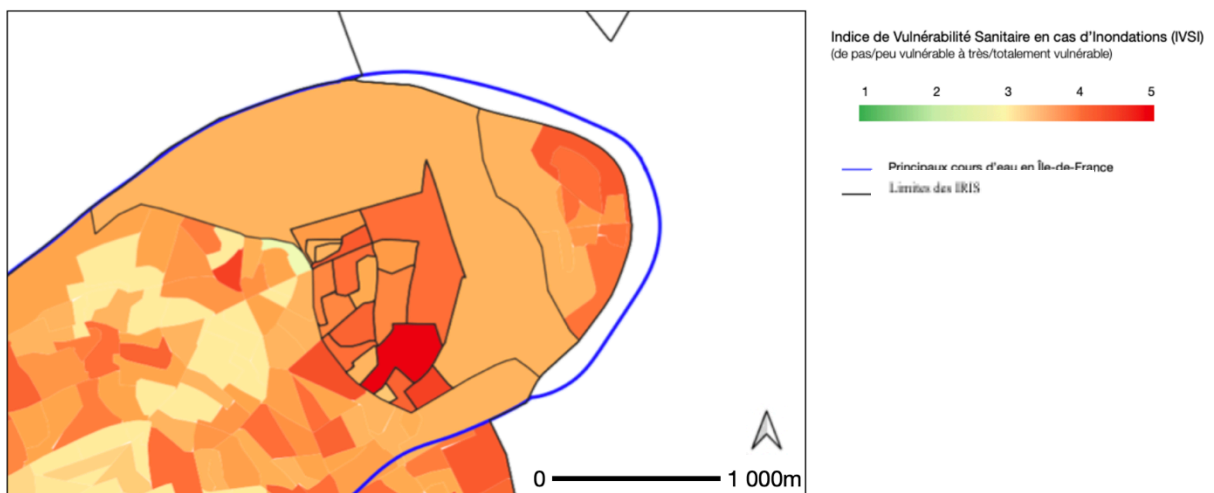 Indice de Vulnérabilité Sanitaire en cas d'Inondations (IVSI)
(de pas/peu vulnérable à très/totalement vulnérable)
1 2 3 4 5
Principaux cours d'eau en Île-de-France
Limites des IRIS
0 1 000m